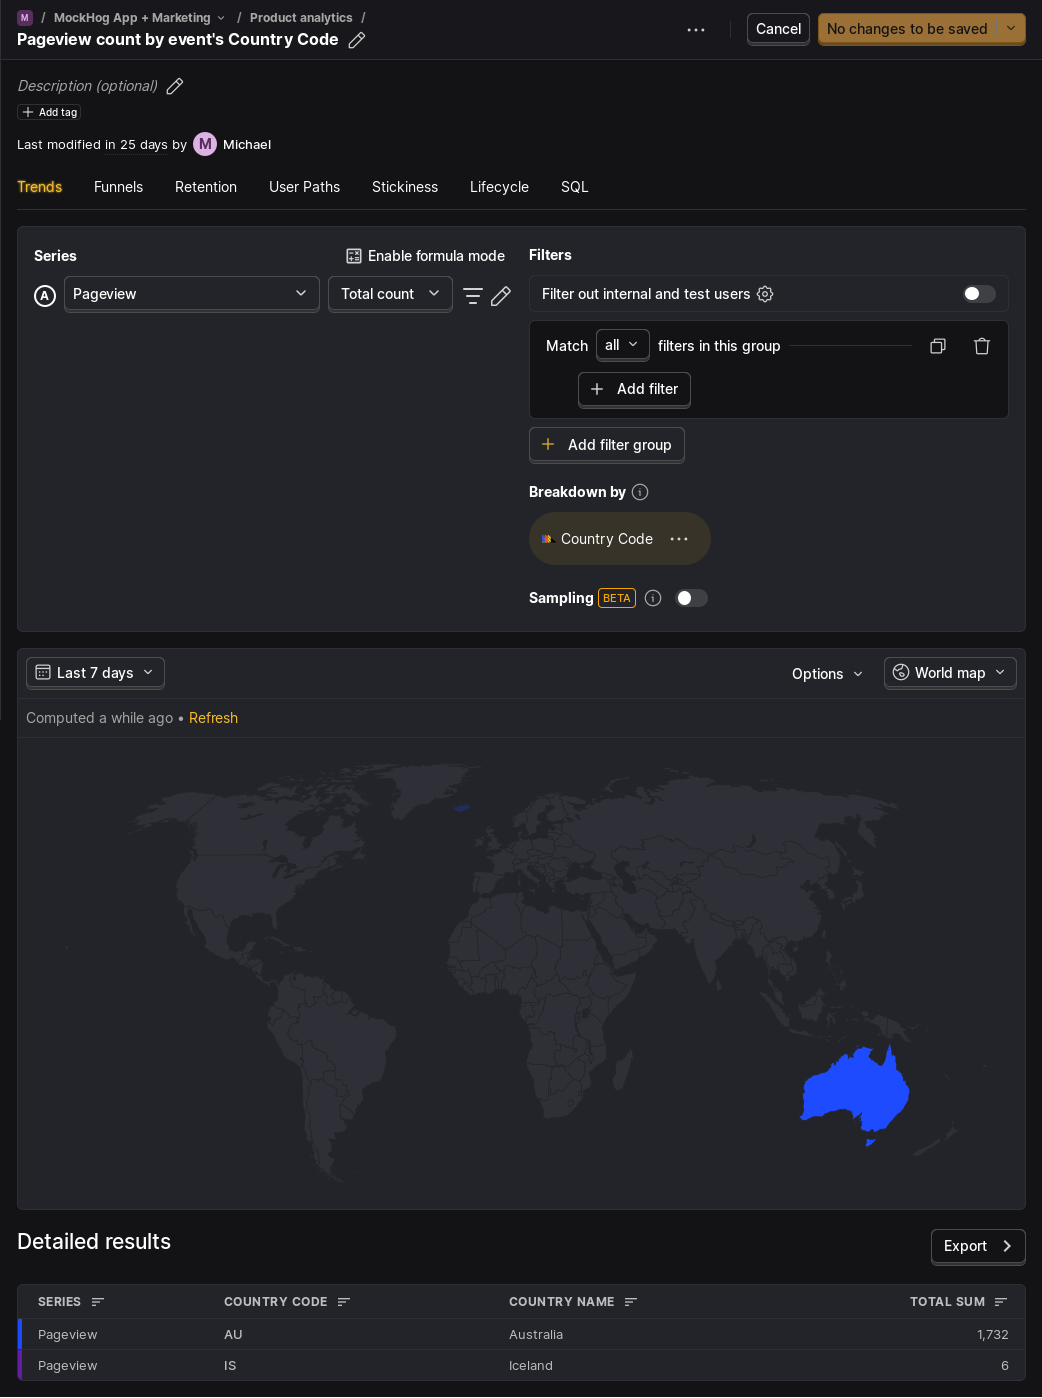 M / MockHog App + Marketing / Product analytics /
Pageview count by event's Country Code
Cancel
No changes to be saved
Description (optional)
Add tag
Last modified in 25 days by M Michael
Trends Funnels Retention User Paths Stickiness Lifecycle SQL
Series
Enable formula mode
A Pageview Total count
Filters
Filter out internal and test users
Match all filters in this group
Add filter
Add filter group
Breakdown by
Country Code
Sampling BETA
Last 7 days
Options
World map
Computed a while ago • Refresh
Detailed results
Export
SERIES COUNTRY CODE COUNTRY NAME TOTAL SUM
Pageview AU Australia 1,732
Pageview IS Iceland 6